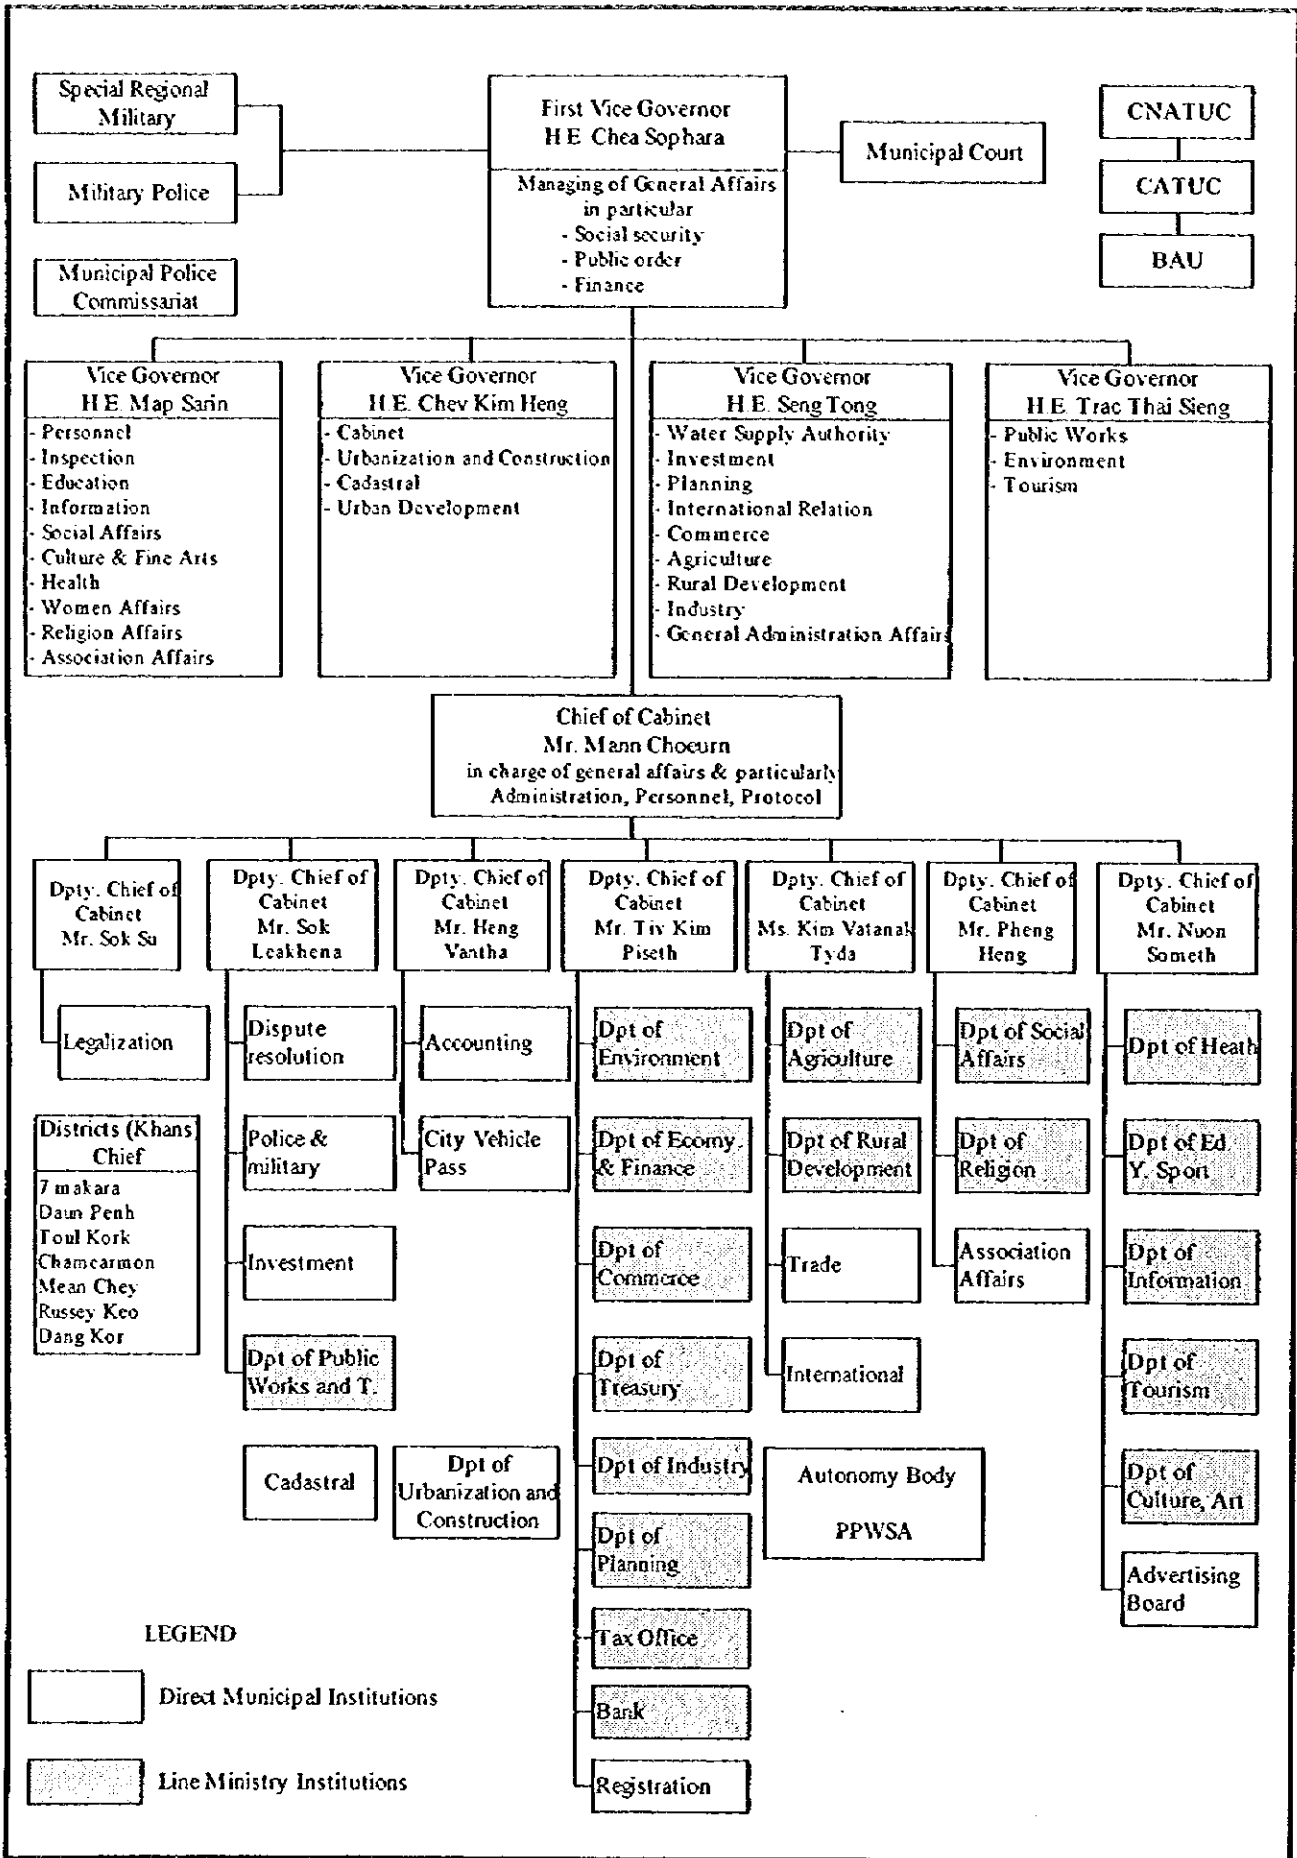 Special Regional
Military
Military Police
Municipal Police
Commissariat
First Vice Governor
H.E. Chea Sophara
Managing of General Affairs
in particular
- Social security
- Public order
- Finance
Municipal Court
CNATUC
CATUC
BAU
Vice Governor
H.E. Map Sarin
- Personnel
- Inspection
- Education
- Information
- Social Affairs
- Culture & Fine Arts
- Health
- Women Affairs
- Religion Affairs
- Association Affairs
Vice Governor
H.E. Chev Kim Heng
- Cabinet
- Urbanization and Construction
- Cadastral
- Urban Development
Vice Governor
H.E. Seng Tong
- Water Supply Authority
- Investment
- Planning
- International Relation
- Commerce
- Agriculture
- Rural Development
- Industry
- General Administration Affairs
Vice Governor
H.E. Trac Thai Sieng
- Public Works
- Environment
- Tourism
Chief of Cabinet
Mr. Mann Choeurn
in charge of general affairs & particularly
Administration, Personnel, Protocol
Dpty. Chief of
Cabinet
Mr. Sok Su
Legalization
Districts (Khans)
Chief
7 makara
Daun Penh
Toul Kork
Chamcarmon
Mean Chey
Russey Keo
Dang Kor
Dpty. Chief of
Cabinet
Mr. Sok
Leakhena
Dispute
resolution
Police &
military
Investment
Dpt of Public
Works and T.
Cadastral
Dpty. Chief of
Cabinet
Mr. Heng
Vantha
Accounting
City Vehicle
Pass
Dpt of
Urbanization and
Construction
Dpty. Chief of
Cabinet
Mr. Tiv Kim
Piseth
Dpt of
Environment
Dpt of Ecomy.
& Finance
Dpt of
Commerce
Dpt of
Treasury
Dpt of Industry
Dpt of
Planning
Tax Office
Bank
Registration
Dpty. Chief of
Cabinet
Ms. Kim Vatanak
Tyda
Dpt of
Agriculture
Dpt of Rural
Development
Trade
International
Autonomy Body
PPWSA
Dpty. Chief of
Cabinet
Mr. Pheng
Heng
Dpt of Social
Affairs
Dpt of
Religion
Association
Affairs
Dpty. Chief of
Cabinet
Mr. Nuon
Someth
Dpt of Heath
Dpt of Ed.
Y. Sport
Dpt of
Information
Dpt of
Tourism
Dpt of
Culture, Art
Advertising
Board
LEGEND
Direct Municipal Institutions
Line Ministry Institutions